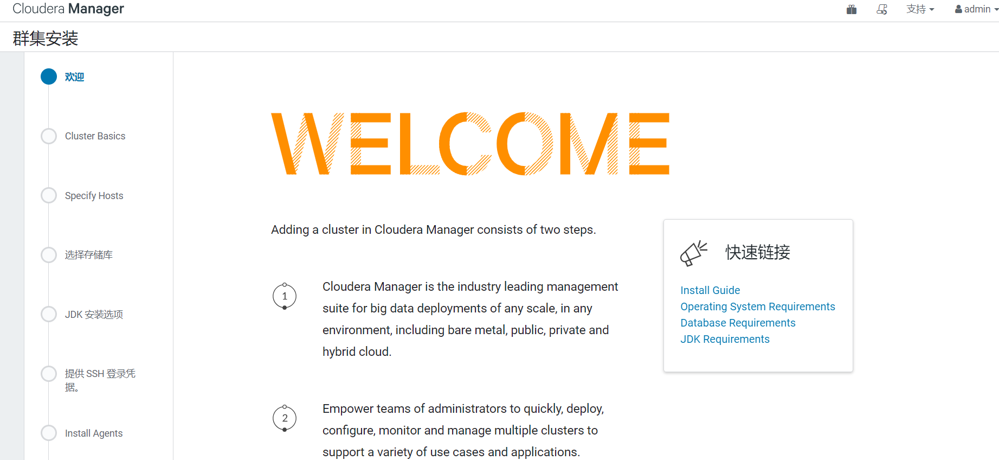 Cloudera Manager
支持
admin
群集安装
欢迎
Cluster Basics
Specify Hosts
选择存储库
JDK 安装选项
提供 SSH 登录凭
据。
Install Agents
WELCOME
Adding a cluster in Cloudera Manager consists of two steps.
1
Cloudera Manager is the industry leading management
suite for big data deployments of any scale, in any
environment, including bare metal, public, private and
hybrid cloud.
2
Empower teams of administrators to quickly, deploy,
configure, monitor and manage multiple clusters to
support a variety of use cases and applications.
快速链接
Install Guide
Operating System Requirements
Database Requirements
JDK Requirements